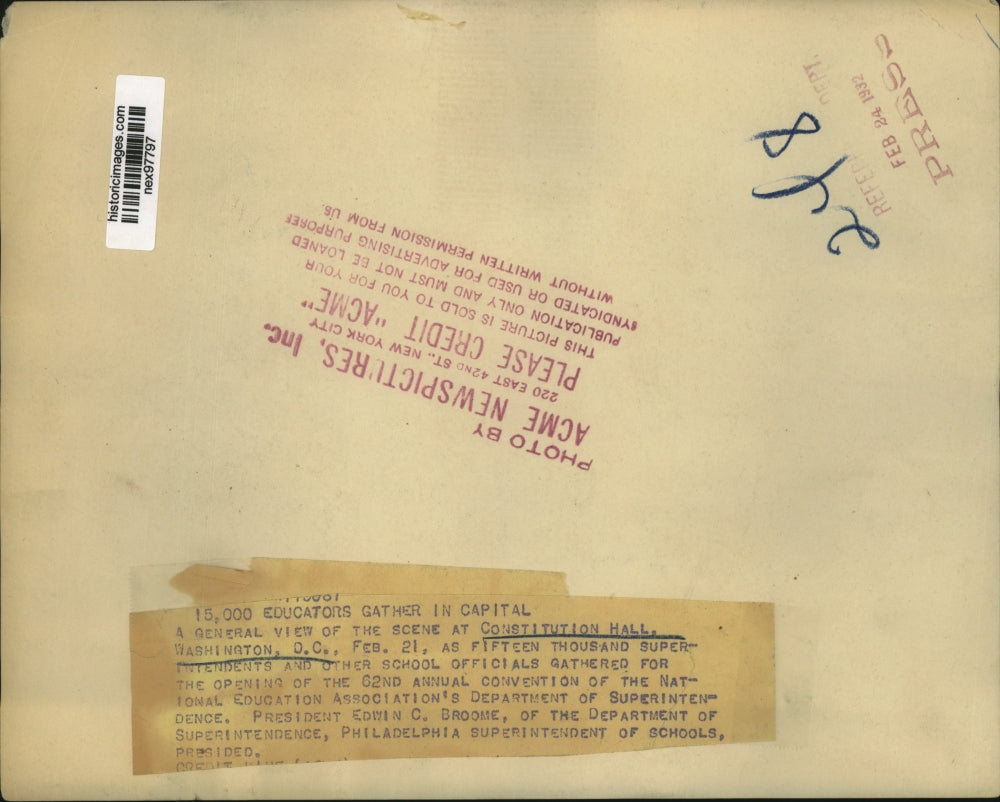 historicimages.com
nex97797
PRESS
FEB 24 1932
DEPT.
248
PHOTO BY
ACME NEWSPICTURES, Inc.
220 EAST 42ND ST., NEW YORK CITY
PLEASE CREDIT "ACME"
THIS PICTURE IS SOLD TO YOU FOR YOUR
PUBLICATION ONLY AND MUST NOT BE LOANED
SYNDICATED OR USED FOR ADVERTISING PURPOSE
WITHOUT WRITTEN PERMISSION FROM US.
15,000 EDUCATORS GATHER IN CAPITAL
A GENERAL VIEW OF THE SCENE AT CONSTITUTION HALL,
WASHINGTON, D.C., FEB. 21, AS FIFTEEN THOUSAND SUPER-
INTENDENTS AND OTHER SCHOOL OFFICIALS GATHERED FOR
THE OPENING OF THE 62ND ANNUAL CONVENTION OF THE NAT-
IONAL EDUCATION ASSOCIATION'S DEPARTMENT OF SUPERINTEN-
DENCE. PRESIDENT EDWIN C. BROOME, OF THE DEPARTMENT OF
SUPERINTENDENCE, PHILADELPHIA SUPERINTENDENT OF SCHOOLS,
PRESIDED.
CREDIT LINE